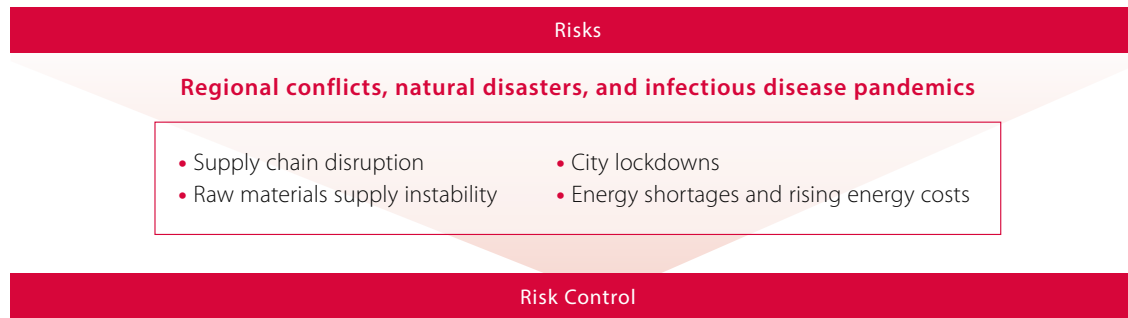 Risks
Regional conflicts, natural disasters, and infectious disease pandemics
• Supply chain disruption
• Raw materials supply instability
• City lockdowns
• Energy shortages and rising energy costs
Risk Control